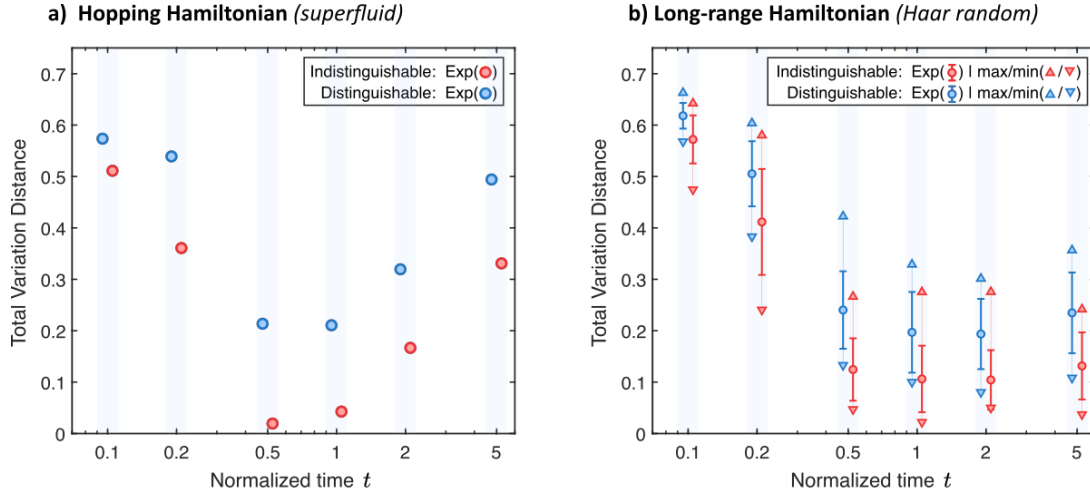 a) Hopping Hamiltonian (superfluid)
Total Variation Distance
0.7
0.6
0.5
0.4
0.3
0.2
0.1
0
Indistinguishable: Exp( )
Distinguishable: Exp( )
0.1 0.2 0.5 1 2 5
Normalized time t
b) Long-range Hamiltonian (Haar random)
Total Variation Distance
0.7
0.6
0.5
0.4
0.3
0.2
0.1
0
Indistinguishable: Exp( ) | max/min( / )
Distinguishable: Exp( ) | max/min( / )
0.1 0.2 0.5 1 2 5
Normalized time t